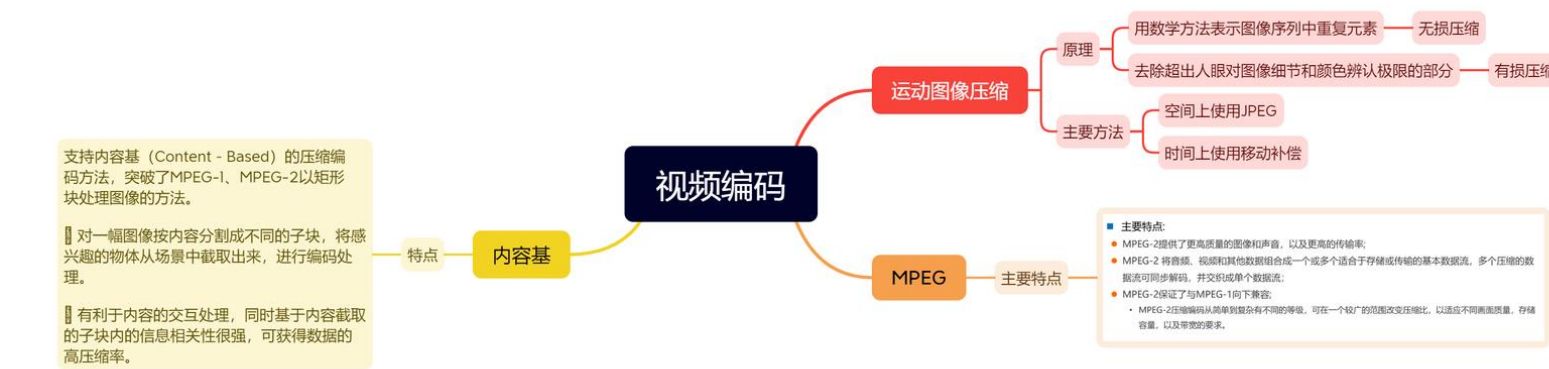 视频编码
运动图像压缩
原理
用数学方法表示图像序列中重复元素
无损压缩
去除超出人眼对图像细节和颜色辨认极限的部分
有损压缩
主要方法
空间上使用JPEG
时间上使用移动补偿
MPEG
主要特点
主要特点:
MPEG-2提供了更高质量的图像和声音，以及更高的传输率;
MPEG-2 将音频、视频和其他数据组合成一个或多个适合于存储或传输的基本数据流，多个压缩的数
据流可同步解码，并交织成单个数据流;
MPEG-2保证了与MPEG-1向下兼容;
MPEG-2压缩编码从简单到复杂有不同的等级，可在一个较广的范围改变压缩比，以适应不同画面质量，存储
容量，以及带宽的要求。
内容基
特点
支持内容基（Content - Based）的压缩编
码方法，突破了MPEG-1、MPEG-2以矩形
块处理图像的方法。
对一幅图像按内容分割成不同的子块，将感
兴趣的物体从场景中截取出来，进行编码处
理。
有利于内容的交互处理，同时基于内容截取
的子块内的信息相关性很强，可获得数据的
高压缩率。